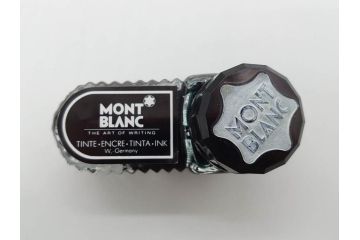 MONT
BLANC
THE ART OF WRITING
TINTE•ENCRE•TINTA•INK
W. Germany
MONT
BLANC